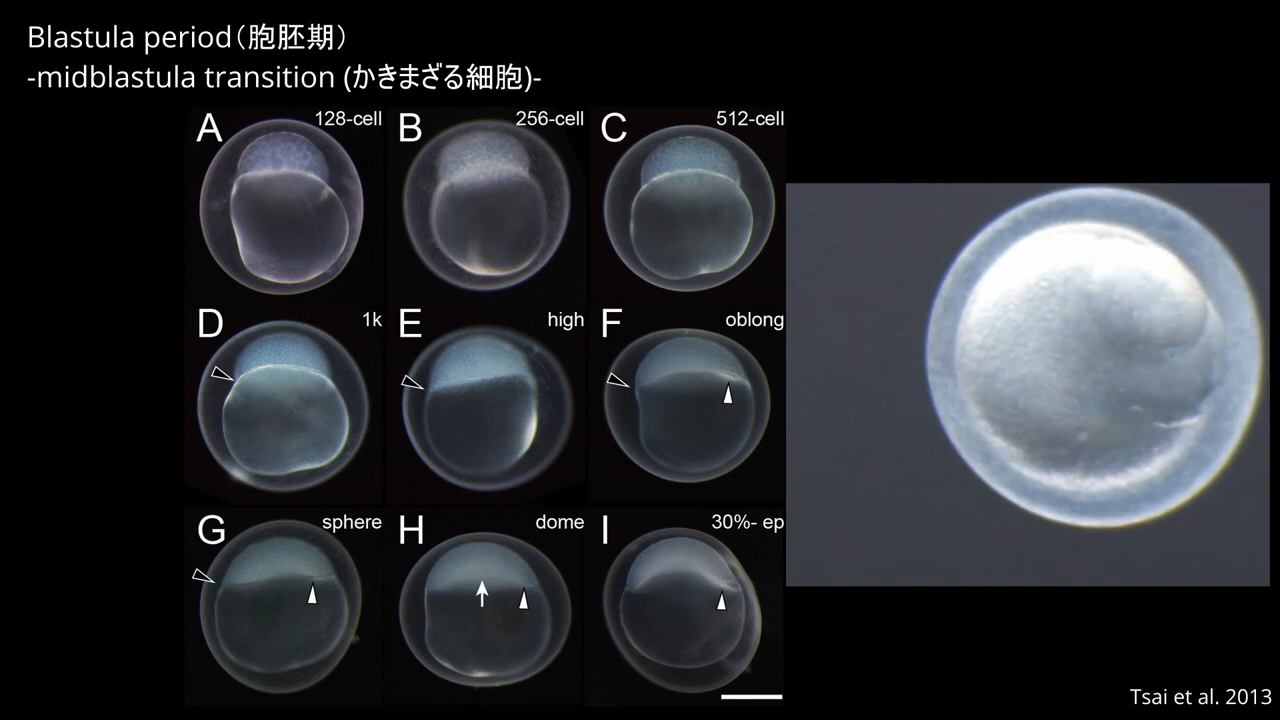 Blastula period（胞胚期）
-midblastula transition (かきまざる細胞)-
A 128-cell
B 256-cell
C 512-cell
D 1k
E high
F oblong
G sphere
H dome
I 30%- ep
Tsai et al. 2013